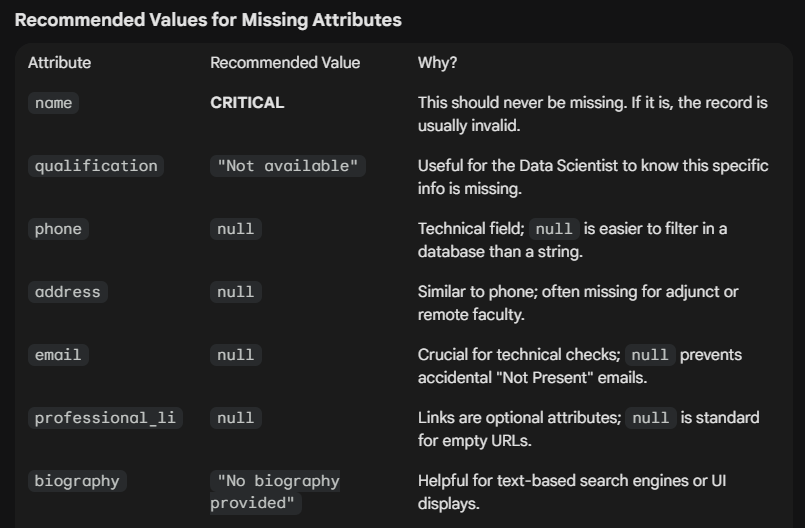 Recommended Values for Missing Attributes
Attribute Recommended Value Why?
name CRITICAL This should never be missing. If it is, the record is
usually invalid.
qualification "Not available" Useful for the Data Scientist to know this specific
info is missing.
phone null Technical field; null is easier to filter in a
database than a string.
address null Similar to phone; often missing for adjunct or
remote faculty.
email null Crucial for technical checks; null prevents
accidental "Not Present" emails.
professional_li null Links are optional attributes; null is standard
for empty URLs.
biography "No biography Helpful for text-based search engines or UI
provided" displays.